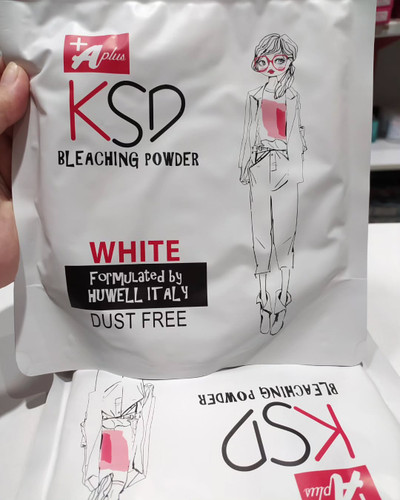 +A plus
KSD
BLEACHING POWDER
WHITE
Formulated by
HUWELL ITALY
DUST FREE
BLEACHING POWDER
KSD
A plus